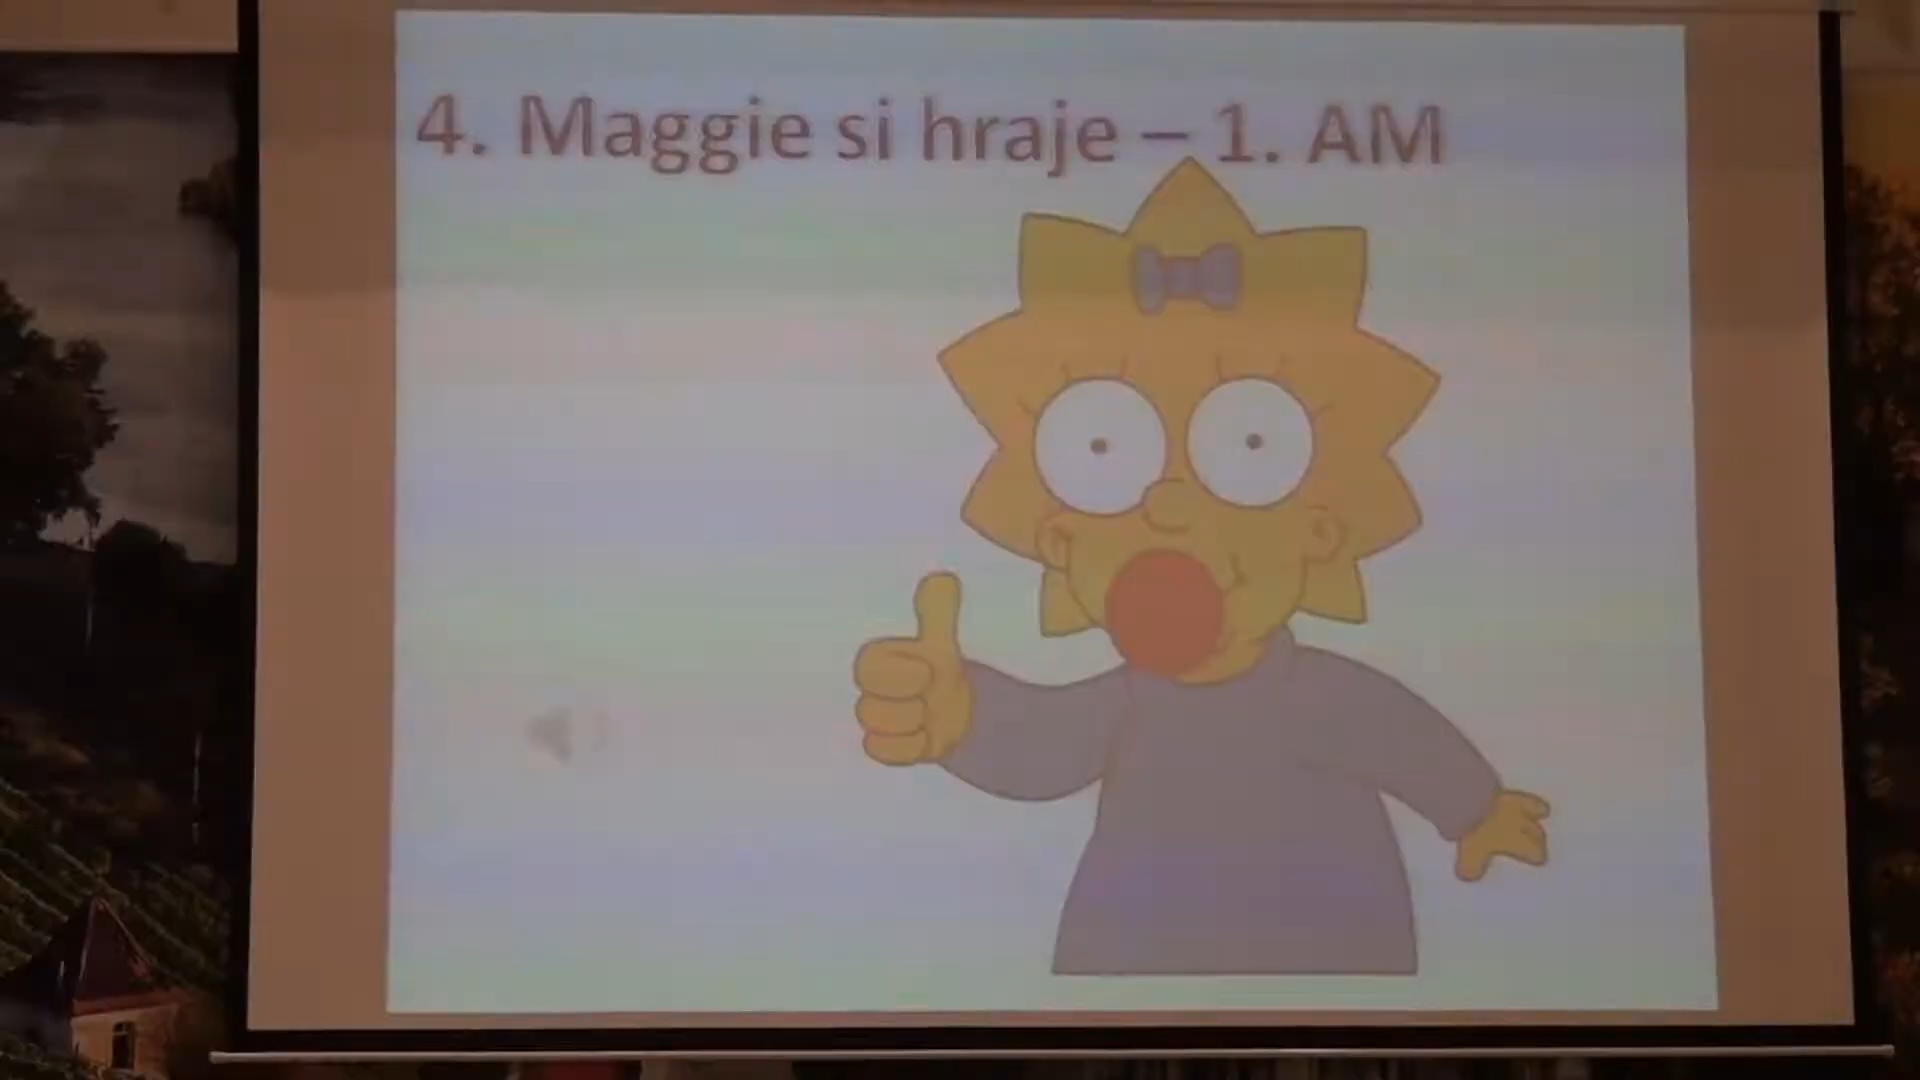 4. Maggie si hraje – 1. AM